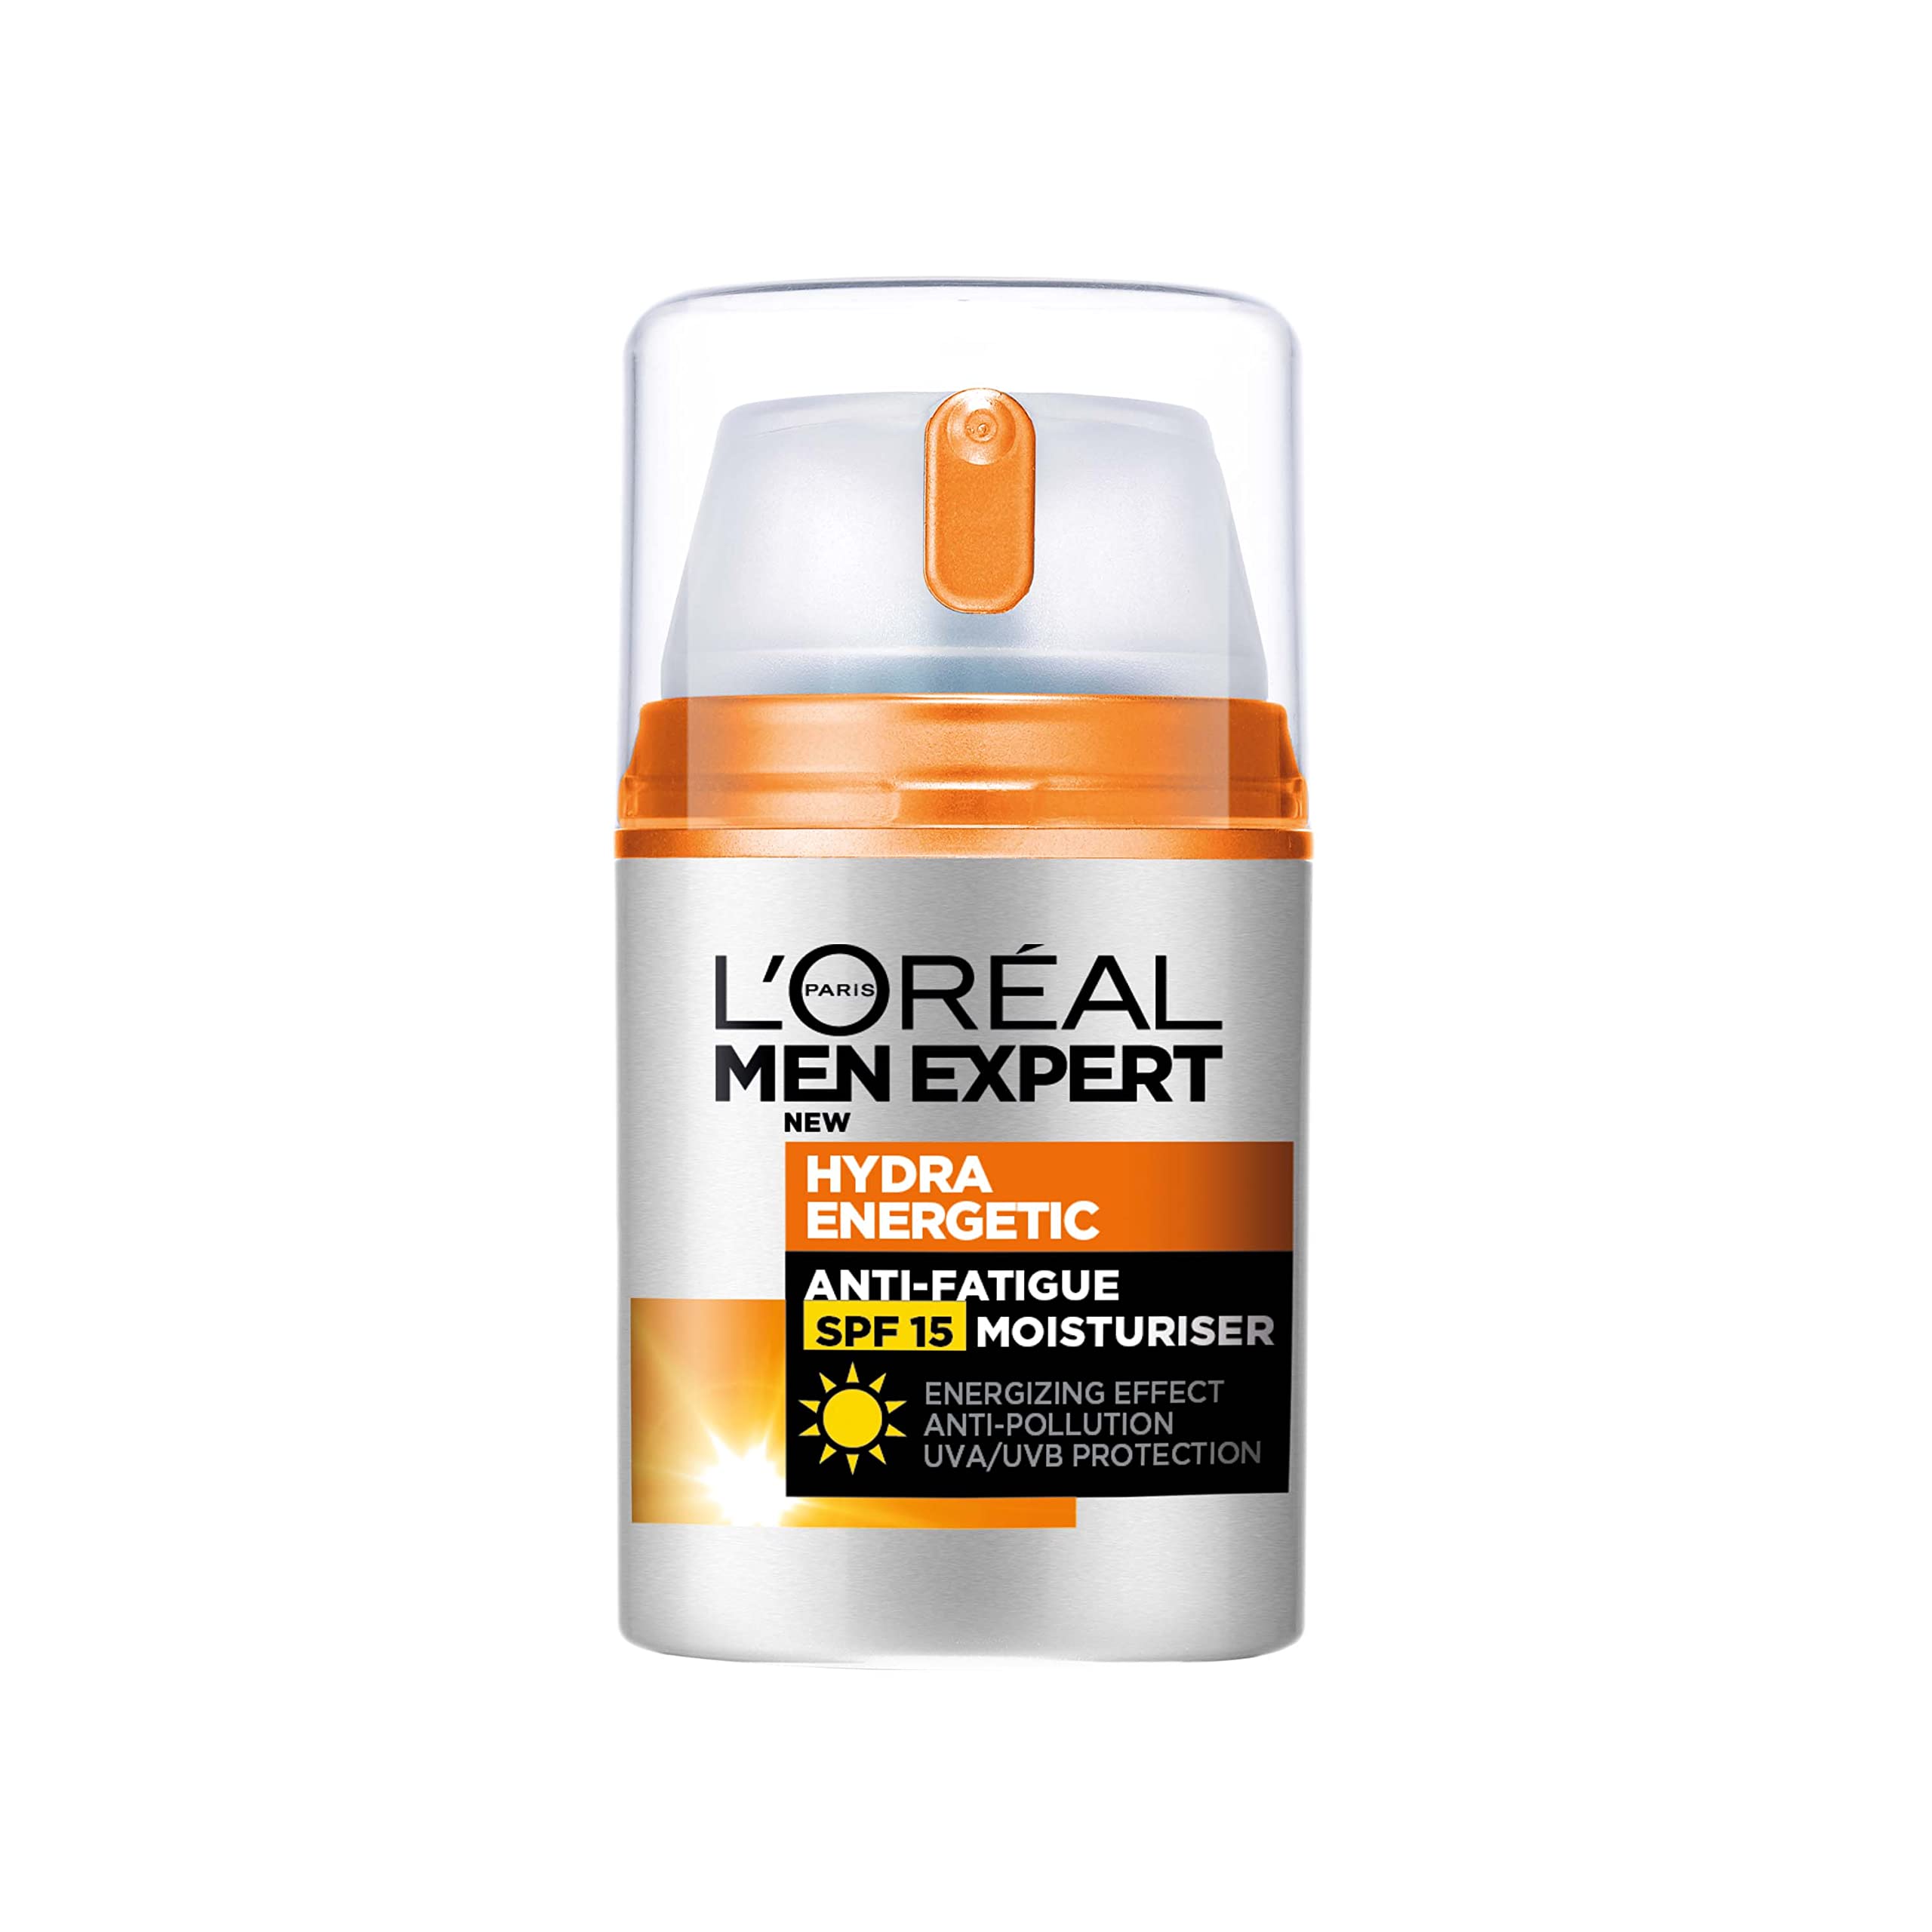 L'ORÉAL
PARIS
MEN EXPERT
NEW
HYDRA
ENERGETIC
ANTI-FATIGUE
SPF 15 MOISTURISER
ENERGIZING EFFECT
ANTI-POLLUTION
UVA/UVB PROTECTION